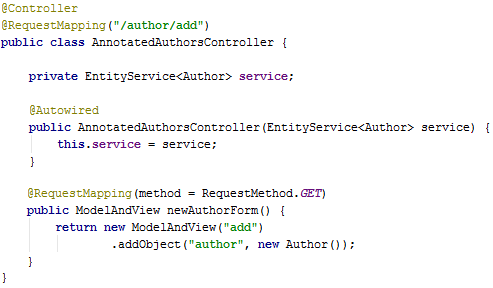 @Controller
@RequestMapping("/author/add")
public class AnnotatedAuthorsController {
private EntityService<Author> service;
@Autowired
public AnnotatedAuthorsController(EntityService<Author> service) {
this.service = service;
}
@RequestMapping(method = RequestMethod.GET)
public ModelAndView newAuthorForm() {
return new ModelAndView("add")
.addObject("author", new Author());
}
}